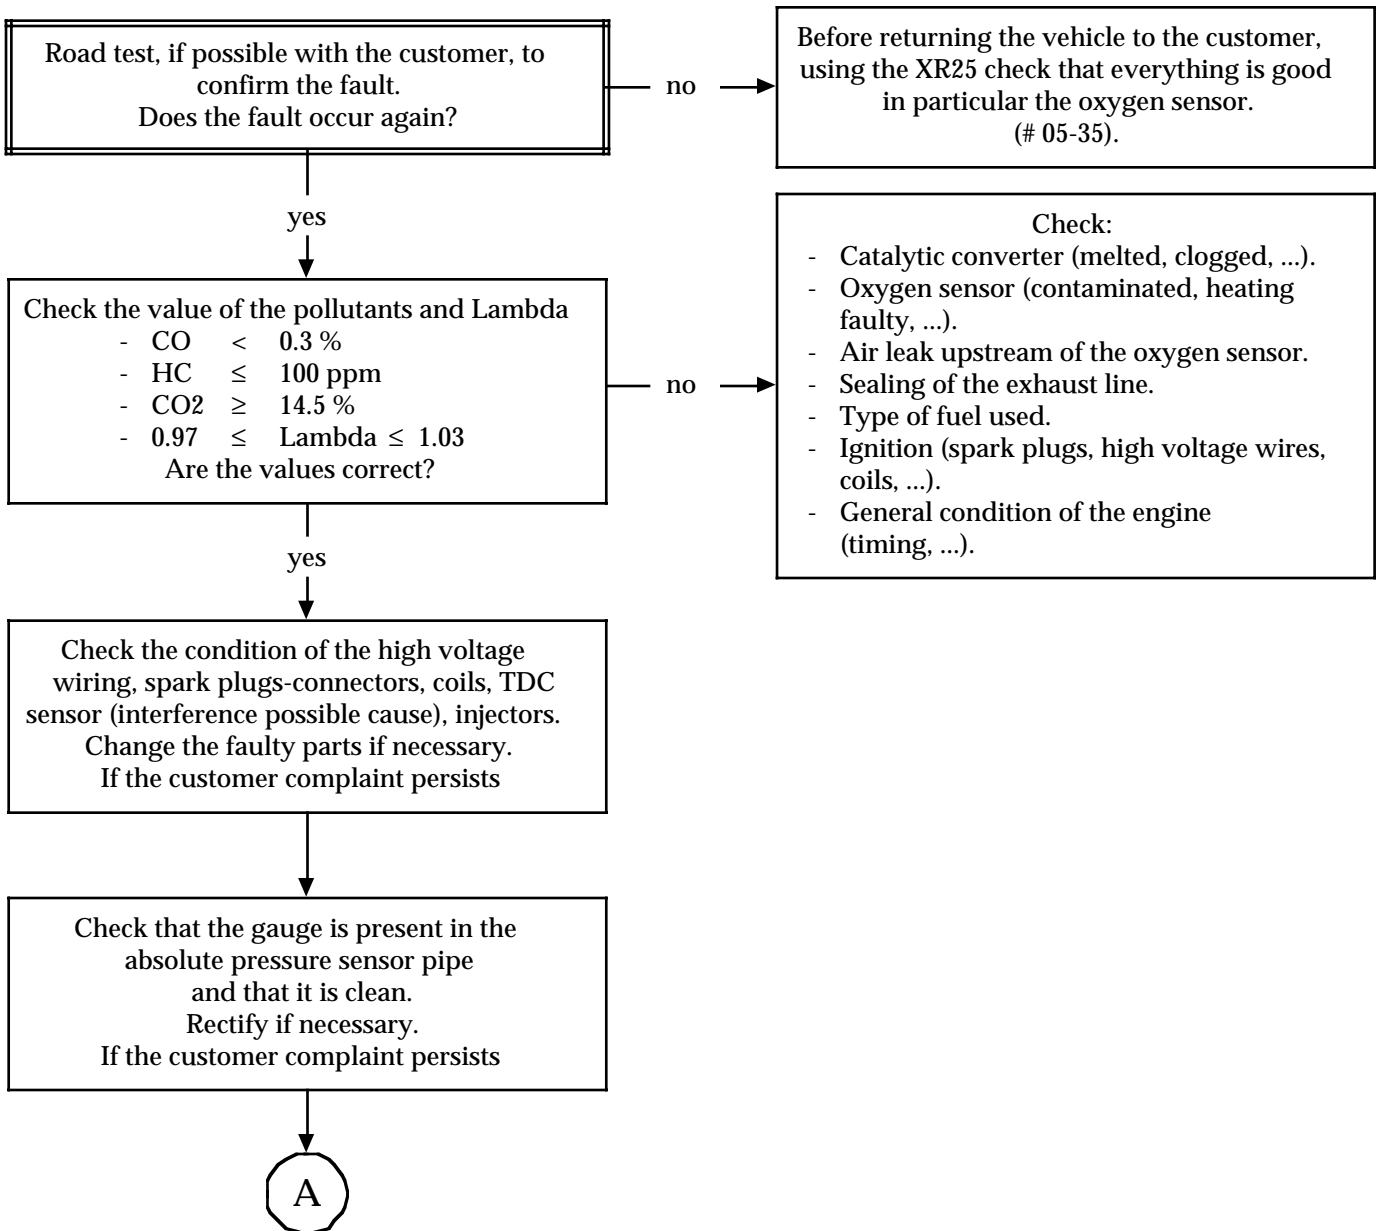 Road test, if possible with the customer, to
confirm the fault.
Does the fault occur again?
no
Before returning the vehicle to the customer,
using the XR25 check that everything is good
in particular the oxygen sensor.
(# 05-35).
yes
Check the value of the pollutants and Lambda
- CO < 0.3 %
- HC ≤ 100 ppm
- CO2 ≥ 14.5 %
- 0.97 ≤ Lambda ≤ 1.03
Are the values correct?
no
Check:
- Catalytic converter (melted, clogged, ...).
- Oxygen sensor (contaminated, heating
faulty, ...).
- Air leak upstream of the oxygen sensor.
- Sealing of the exhaust line.
- Type of fuel used.
- Ignition (spark plugs, high voltage wires,
coils, ...).
- General condition of the engine
(timing, ...).
yes
Check the condition of the high voltage
wiring, spark plugs-connectors, coils, TDC
sensor (interference possible cause), injectors.
Change the faulty parts if necessary.
If the customer complaint persists
Check that the gauge is present in the
absolute pressure sensor pipe
and that it is clean.
Rectify if necessary.
If the customer complaint persists
A